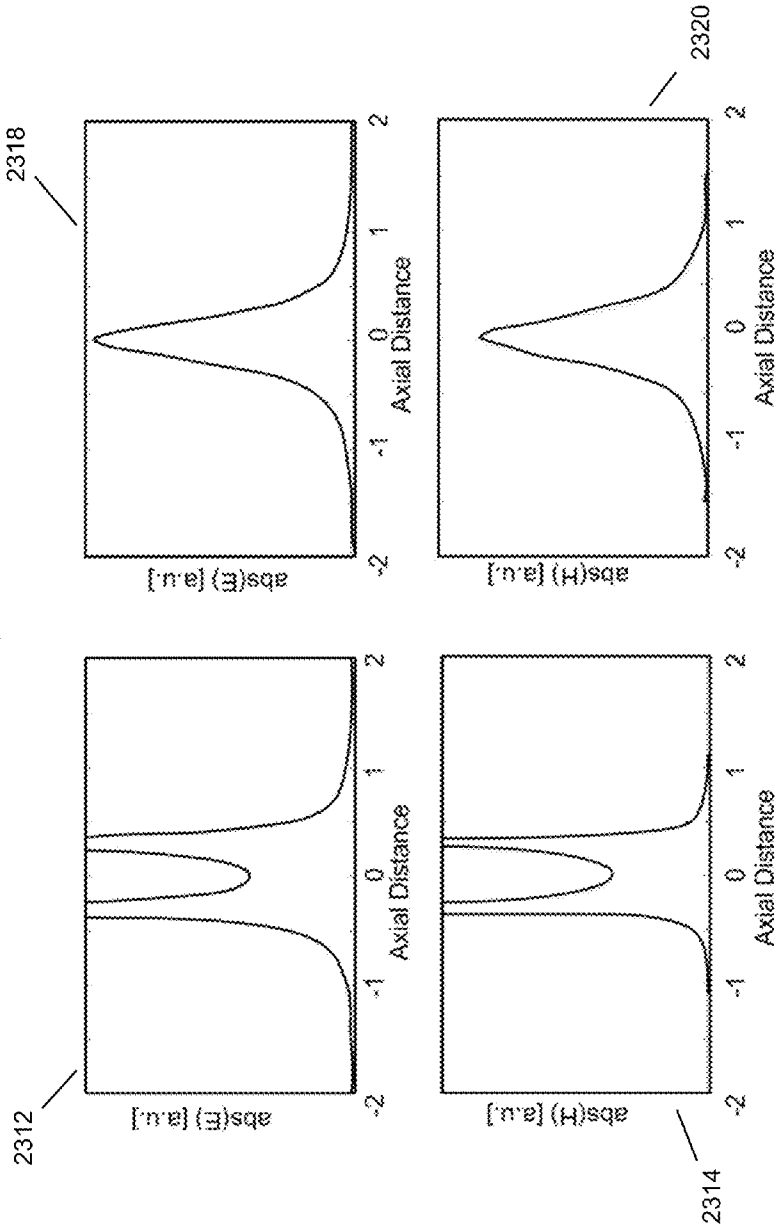 2312
2318
abs(E) [a.u.]
-2 -1 0 1 2
Axial Distance
abs(E) [a.u.]
-2 -1 0 1 2
Axial Distance
abs(H) [a.u.]
-2 -1 0 1 2
Axial Distance
2314
abs(H) [a.u.]
-2 -1 0 1 2
Axial Distance
2320